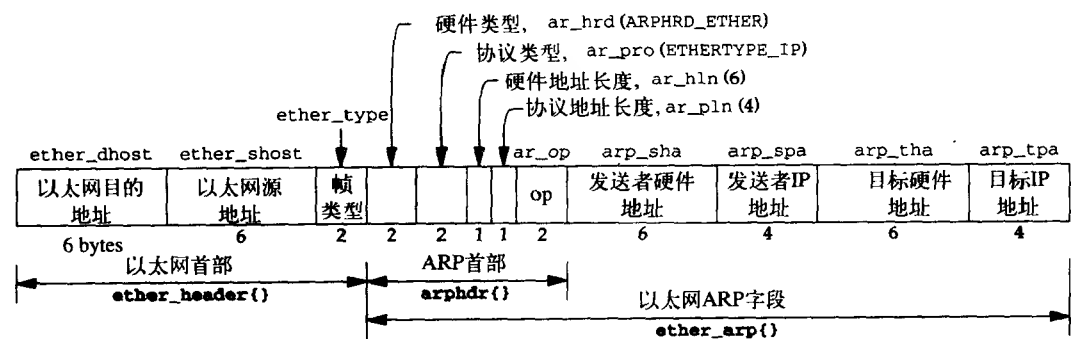 硬件类型, ar_hrd(ARPHRD_ETHER)
协议类型, ar_pro(ETHERTYPE_IP)
硬件地址长度, ar_hln(6)
协议地址长度, ar_pln(4)
ether_type
ether_dhost ether_shost ar_op arp_sha arp_spa arp_tha arp_tpa
以太网目的 以太网源 帧 发送者硬件 发送者IP 目标硬件 目标IP
地址 地址 类型 op 地址 地址 地址 地址
6 bytes 6 2 2 2 1 1 2 6 4 6 4
以太网首部 ARP首部
ether_header{} arphdr{}
以太网ARP字段
ether_arp{}